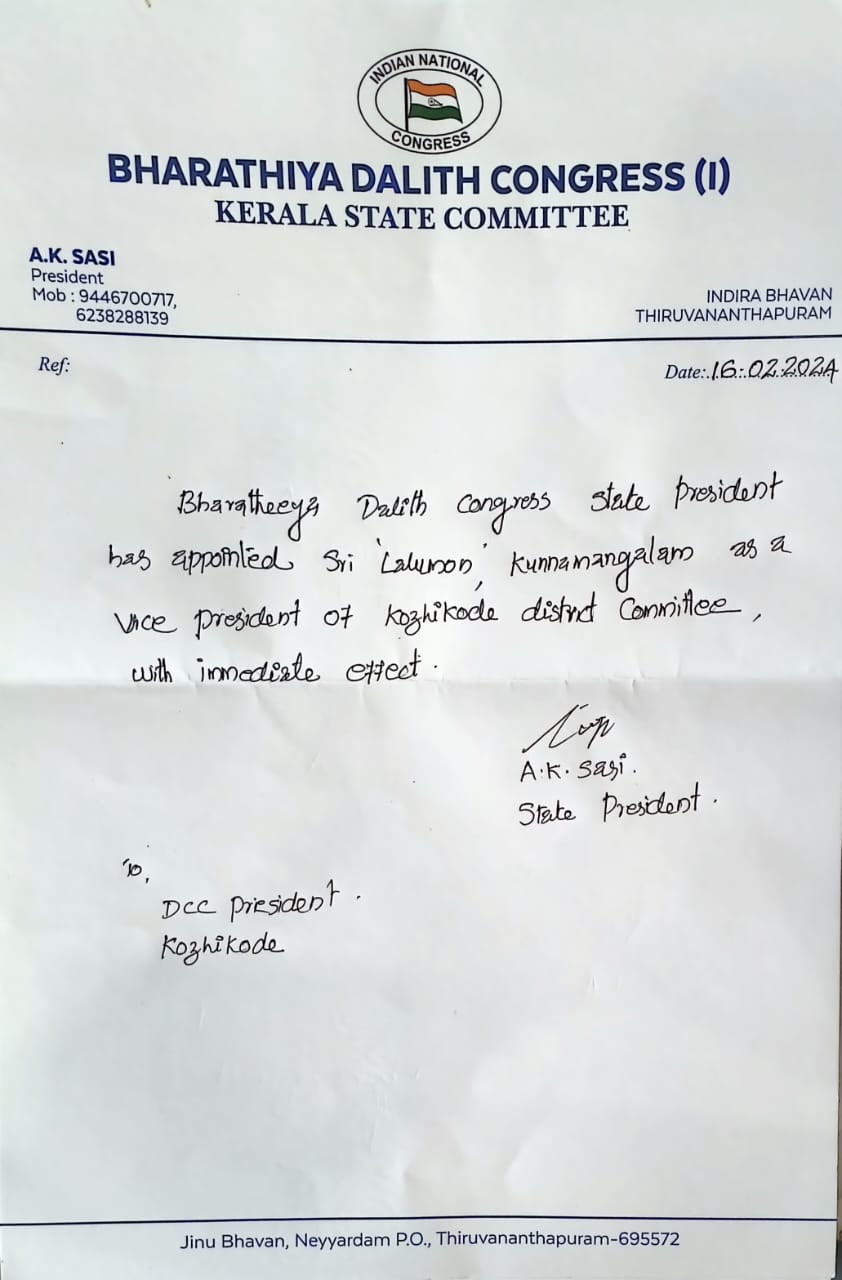 INDIAN NATIONAL
CONGRESS
BHARATHIYA DALITH CONGRESS (I)
KERALA STATE COMMITTEE
A.K. SASI
President
Mob : 9446700717,
6238288139
INDIRA BHAVAN
THIRUVANANTHAPURAM
Ref:
Date:.16.02.2024
Bharatheeya Dalith Congress State President
has appointed Sri 'Lalumon', Kunnamangalam as a
Vice president of Kozhikode district Committee,
with immediate effect.
A.K. Sasi.
State President.
To,
DCC President.
Kozhikode
Jinu Bhavan, Neyyardam P.O., Thiruvananthapuram-695572